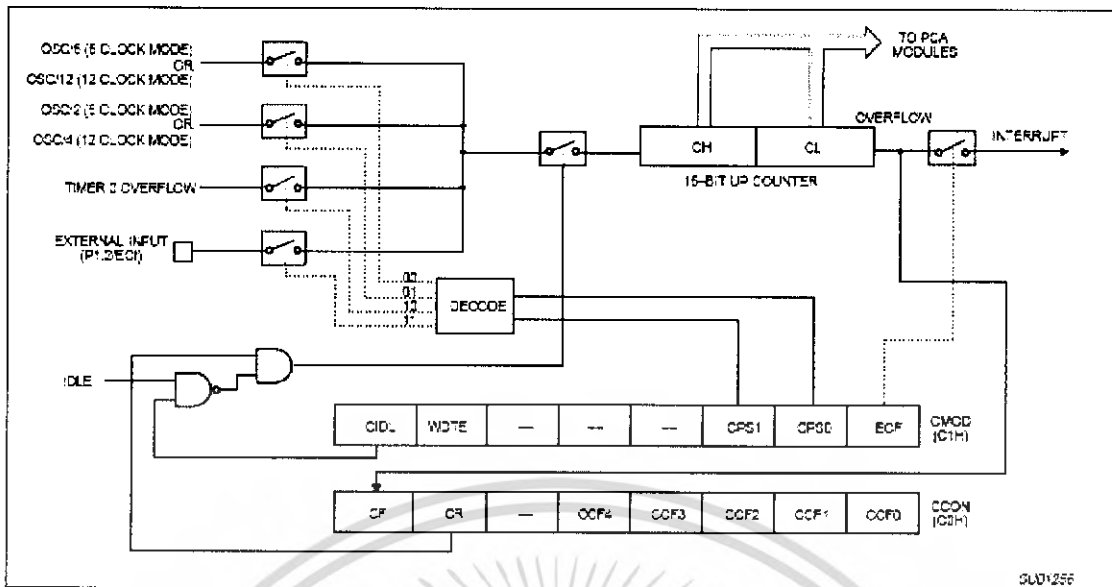 OSC/6 (6 CLOCK MODE)
OR
OSC/12 (12 CLOCK MODE)
OSC/2 (6 CLOCK MODE)
OR
OSC/4 (12 CLOCK MODE)
TIMER 0 OVERFLOW
EXTERNAL INPUT
(P1.2/ECI)
TO PCA
MODULES
OVERFLOW
INTERRUPT
CH
CL
16–BIT UP COUNTER
00
01
10
11
DECODE
IDLE
CIDL WDTE –– –– –– CPS1 CPS0 ECF
CMOD
(C1H)
CF CR –– CCF4 CCF3 CCF2 CCF1 CCF0
CCON
(C0H)
SU01256